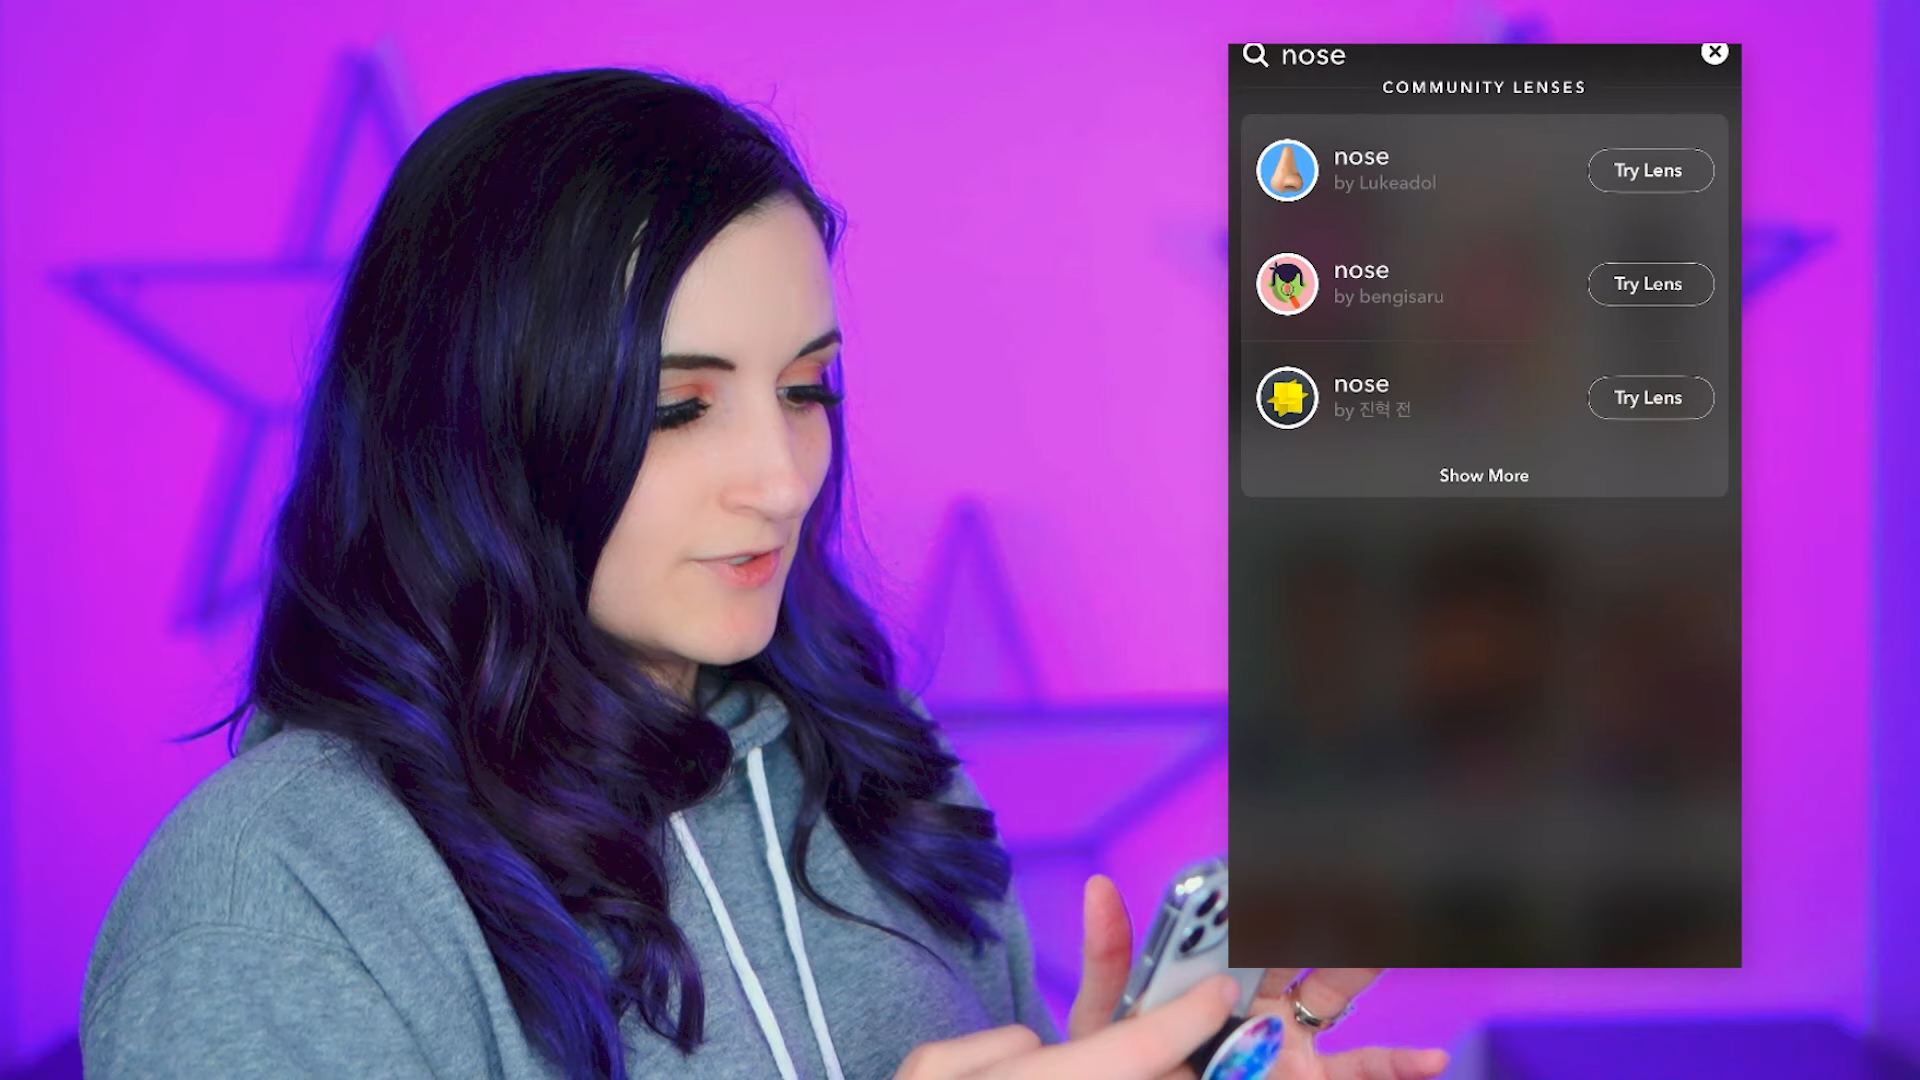 nose
COMMUNITY LENSES
nose
by Lukeadol
Try Lens
nose
by bengisaru
Try Lens
nose
by 진혁 전
Try Lens
Show More